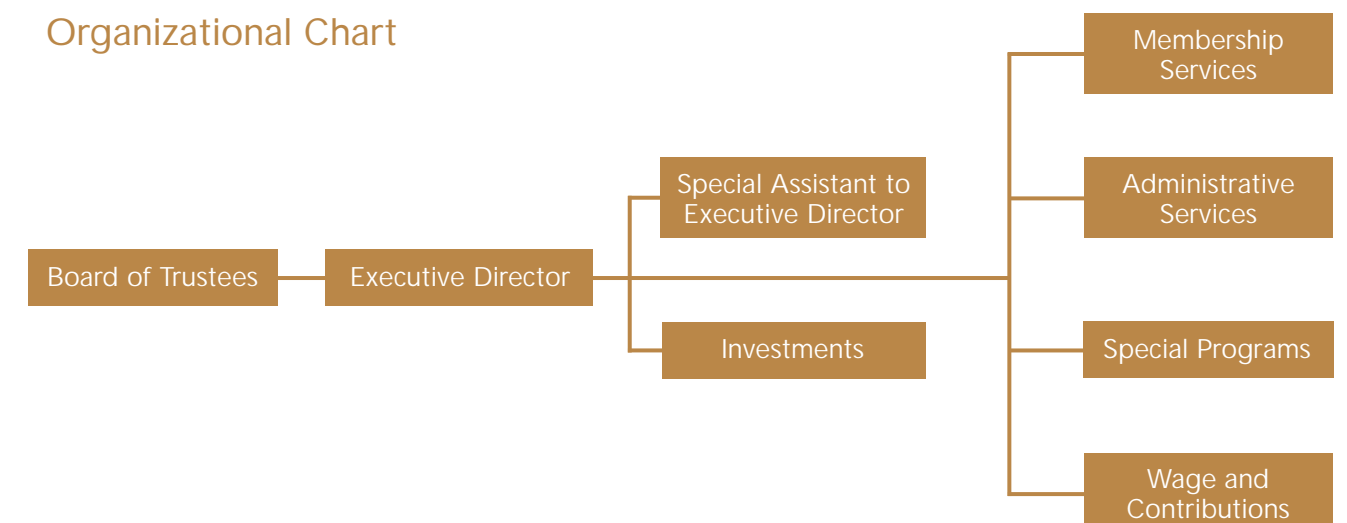 Organizational Chart
Membership
Services
Special Assistant to
Executive Director
Administrative
Services
Board of Trustees
Executive Director
Investments
Special Programs
Wage and
Contributions